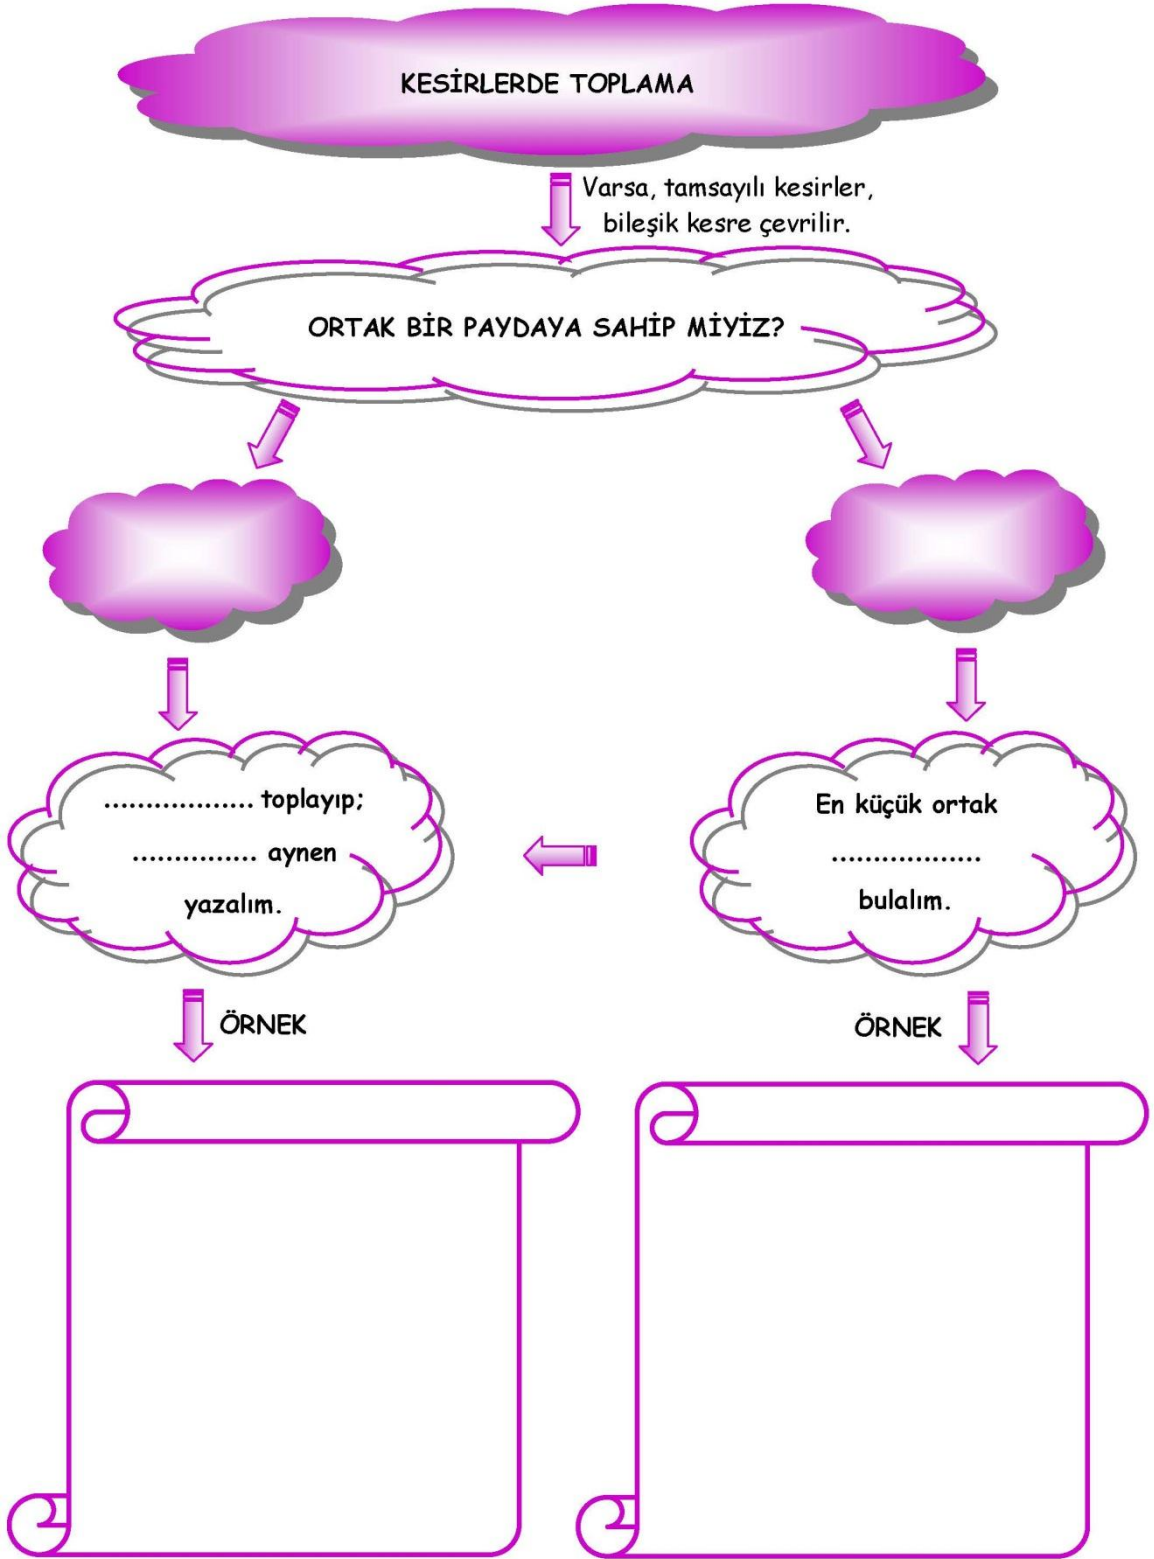 KESİRLERDE TOPLAMA
Varsa, tamsayılı kesirler,
bileşik kesre çevrilir.
ORTAK BİR PAYDAYA SAHİP MİYİZ?
.................. toplayıp;
............... aynen
yazalım.
En küçük ortak
..................
bulalım.
ÖRNEK
ÖRNEK